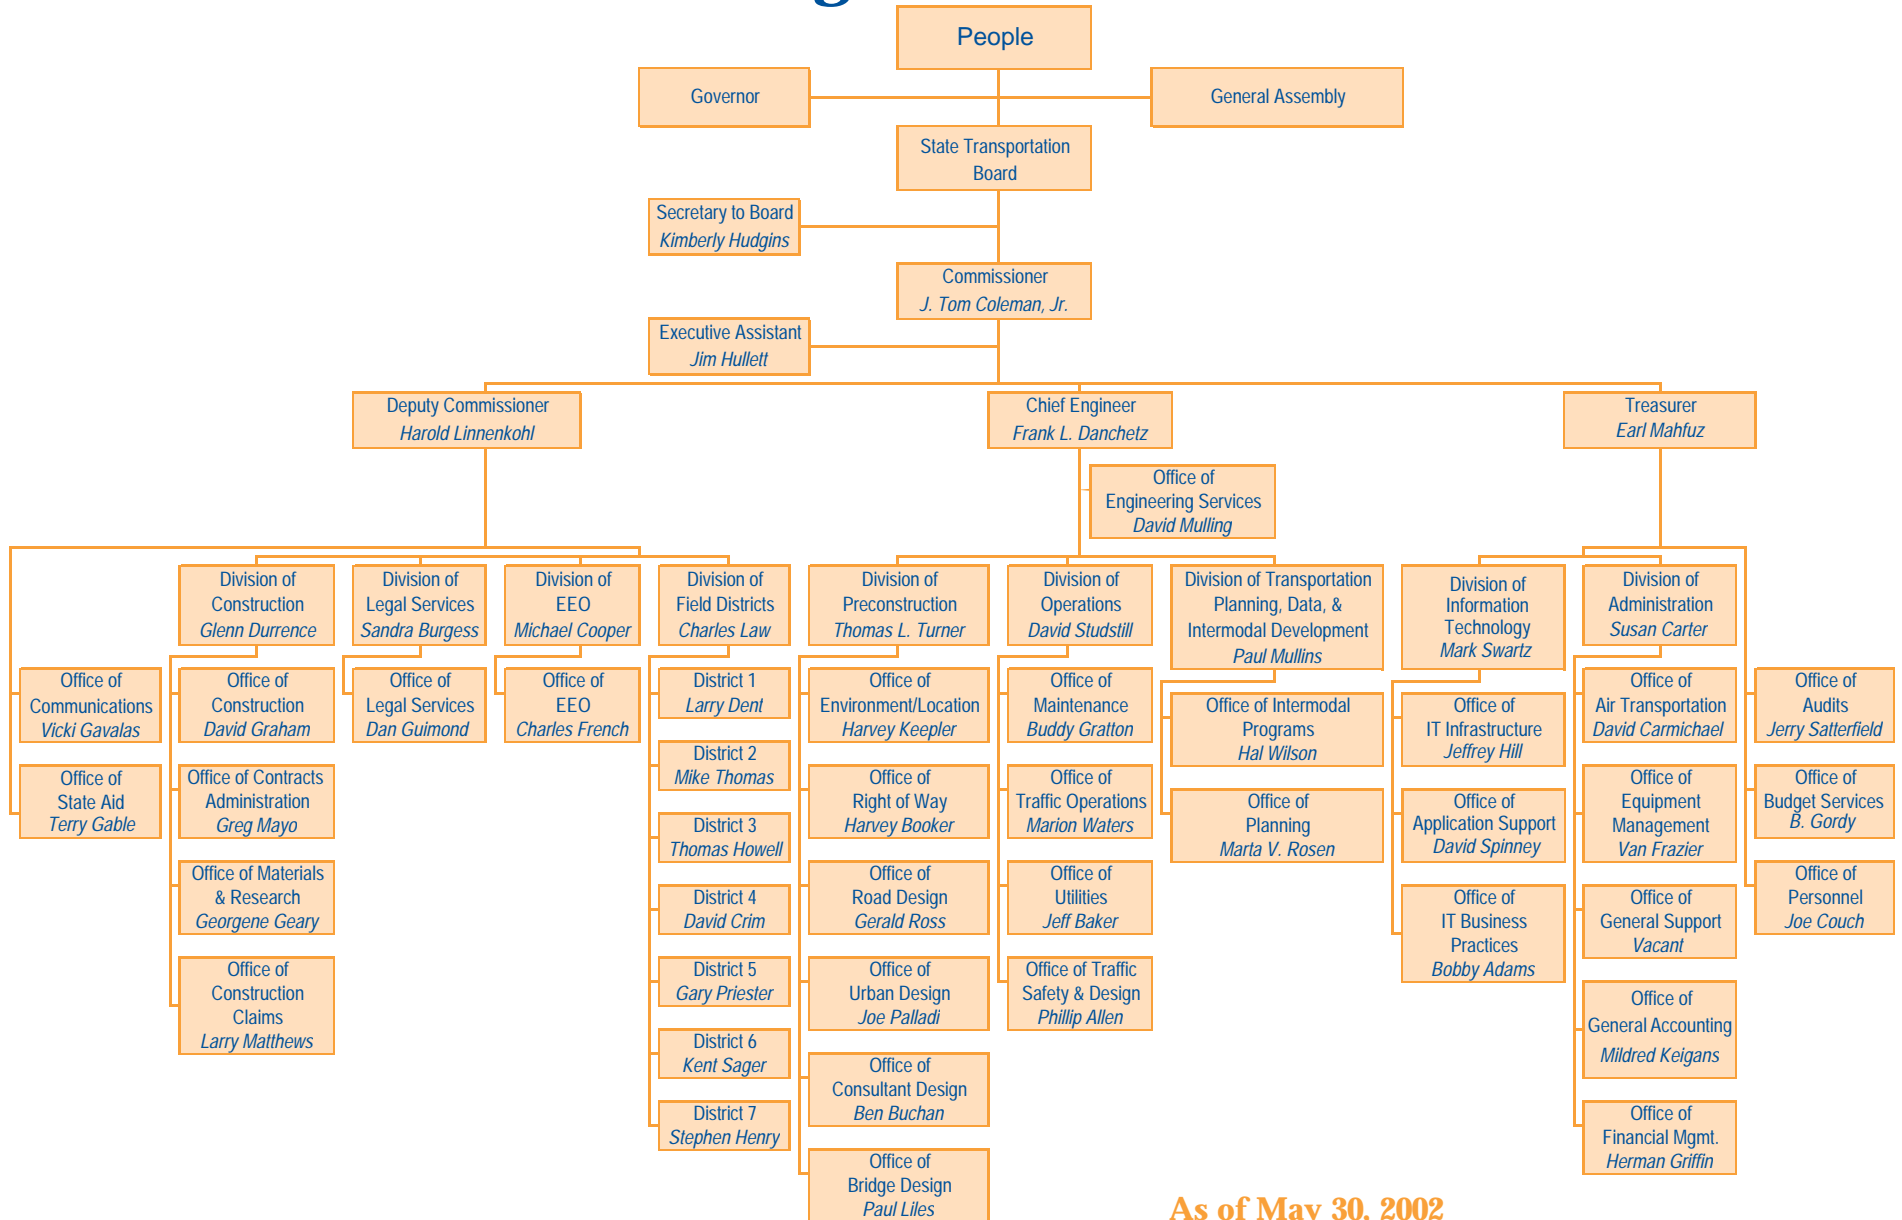 People
Governor
General Assembly
State Transportation
Board
Secretary to Board
Kimberly Hudgins
Commissioner
J. Tom Coleman, Jr.
Executive Assistant
Jim Hullett
Deputy Commissioner
Harold Linnenkohl
Chief Engineer
Frank L. Danchetz
Treasurer
Earl Mahfuz
Office of
Engineering Services
David Mulling
Division of
Construction
Glenn Durrence
Division of
Legal Services
Sandra Burgess
Division of
EEO
Michael Cooper
Division of
Field Districts
Charles Law
Division of
Preconstruction
Thomas L. Turner
Division of
Operations
David Studstill
Division of Transportation
Planning, Data, &
Intermodal Development
Paul Mullins
Division of
Information
Technology
Mark Swartz
Division of
Administration
Susan Carter
Office of
Communications
Vicki Gavalas
Office of
State Aid
Terry Gable
Office of
Construction
David Graham
Office of Contracts
Administration
Greg Mayo
Office of Materials
& Research
Georgene Geary
Office of
Construction
Claims
Larry Matthews
Office of
Legal Services
Dan Guimond
Office of
EEO
Charles French
District 1
Larry Dent
District 2
Mike Thomas
District 3
Thomas Howell
District 4
David Crim
District 5
Gary Priester
District 6
Kent Sager
District 7
Stephen Henry
Office of
Environment/Location
Harvey Keepler
Office of
Right of Way
Harvey Booker
Office of
Road Design
Gerald Ross
Office of
Urban Design
Joe Palladi
Office of
Consultant Design
Ben Buchan
Office of
Bridge Design
Paul Liles
Office of
Maintenance
Buddy Gratton
Office of
Traffic Operations
Marion Waters
Office of
Utilities
Jeff Baker
Office of Traffic
Safety & Design
Phillip Allen
Office of Intermodal
Programs
Hal Wilson
Office of
Planning
Marta V. Rosen
Office of
IT Infrastructure
Jeffrey Hill
Office of
Application Support
David Spinney
Office of
IT Business
Practices
Bobby Adams
Office of
Air Transportation
David Carmichael
Office of
Equipment
Management
Van Frazier
Office of
General Support
Vacant
Office of
General Accounting
Mildred Keigans
Office of
Financial Mgmt.
Herman Griffin
Office of
Audits
Jerry Satterfield
Office of
Budget Services
B. Gordy
Office of
Personnel
Joe Couch
As of May 30, 2002